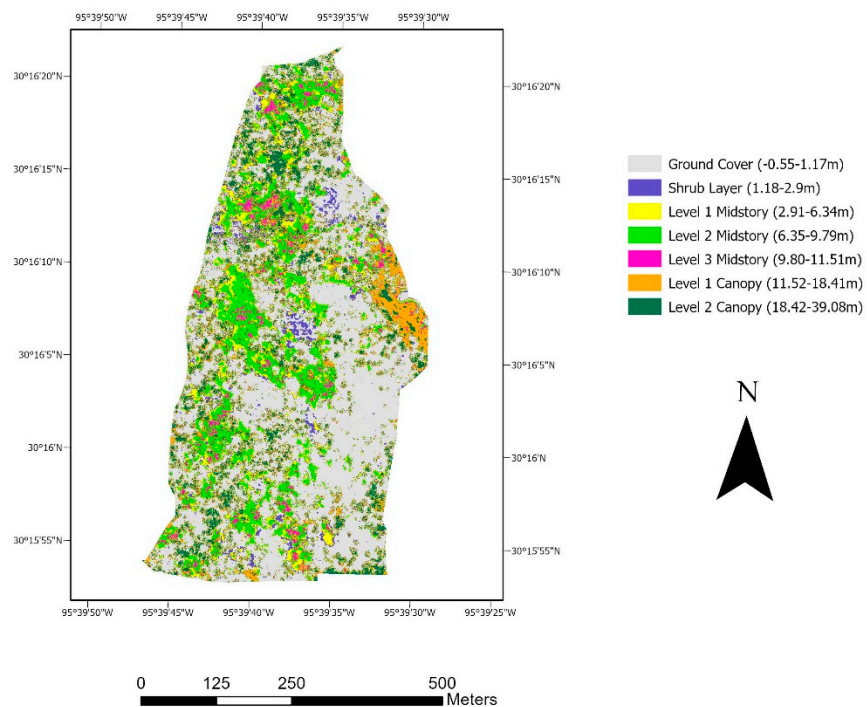 95°39'50"W 95°39'45"W 95°39'40"W 95°39'35"W 95°39'30"W
30°16'20"N 30°16'20"N
30°16'15"N 30°16'15"N
30°16'10"N 30°16'10"N
30°16'5"N 30°16'5"N
30°16'N 30°16'N
30°15'55"N 30°15'55"N
95°39'50"W 95°39'45"W 95°39'40"W 95°39'35"W 95°39'30"W 95°39'25"W
Ground Cover (-0.55-1.17m)
Shrub Layer (1.18-2.9m)
Level 1 Midstory (2.91-6.34m)
Level 2 Midstory (6.35-9.79m)
Level 3 Midstory (9.80-11.51m)
Level 1 Canopy (11.52-18.41m)
Level 2 Canopy (18.42-39.08m)
N
0 125 250 500
Meters